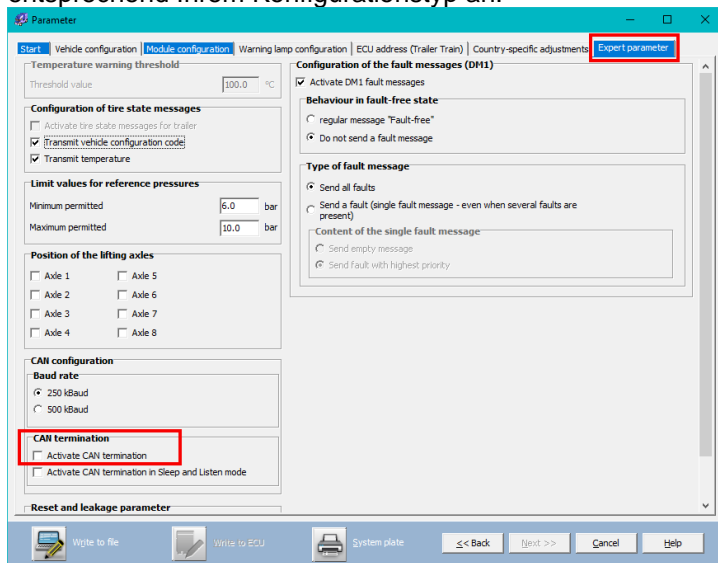 entsprechend Ihrem Konfigurationstyp an.
Parameter
Start Vehicle configuration Module configuration Warning lamp configuration ECU address (Trailer Train) Country-specific adjustments Expert parameter
Temperature warning threshold
Threshold value 100.0 °C
Configuration of tire state messages
Activate tire state messages for trailer
Transmit vehicle configuration code
Transmit temperature
Limit values for reference pressures
Minimum permitted 6.0 bar
Maximum permitted 10.0 bar
Position of the lifting axles
Axle 1 Axle 5
Axle 2 Axle 6
Axle 3 Axle 7
Axle 4 Axle 8
CAN configuration
Baud rate
250 kBaud
500 kBaud
CAN termination
Activate CAN termination
Activate CAN termination in Sleep and Listen mode
Reset and leakage parameter
Configuration of the fault messages (DM1)
Activate DM1 fault messages
Behaviour in fault-free state
regular message "Fault-free"
Do not send a fault message
Type of fault message
Send all faults
Send a fault (single fault message - even when several faults are
present)
Content of the single fault message
Send empty message
Send fault with highest priority
Write to file Write to ECU System plate << Back Next >> Cancel Help